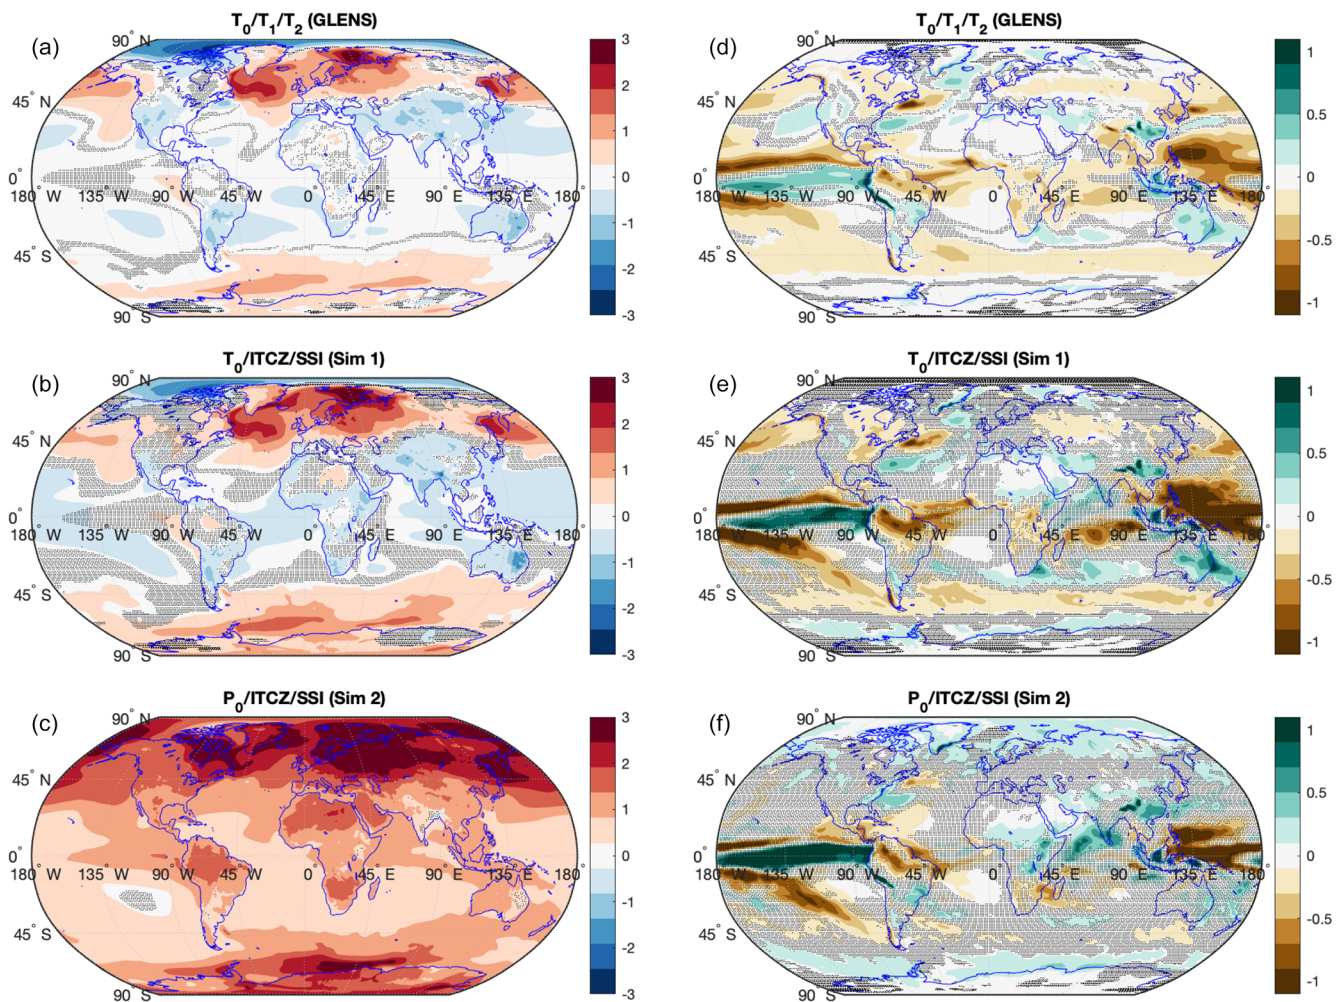 (a)
T0/T1/T2 (GLENS)
90° N
45° N
0°
180 W 135 W 90 W 45 W 0 45 E 90 E 135 E 180
45° S
90° S
3
2
1
0
-1
-2
-3
(d)
T0/T1/T2 (GLENS)
90° N
45° N
0°
180 W 135 W 90 W 45 W 0 45 E 90 E 135 E 180
45° S
90° S
1
0.5
0
-0.5
-1
(b)
T0/ITCZ/SSI (Sim 1)
90° N
45° N
0°
180 W 135 W 90 W 45 W 0 45 E 90 E 135 E 180
45° S
90° S
3
2
1
0
-1
-2
-3
(e)
T0/ITCZ/SSI (Sim 1)
90° N
45° N
0°
180 W 135 W 90 W 45 W 0 45 E 90 E 135 E 180
45° S
90° S
1
0.5
0
-0.5
-1
(c)
P0/ITCZ/SSI (Sim 2)
90° N
45° N
0°
180 W 135 W 90 W 45 W 0 45 E 90 E 135 E 180
45° S
90° S
3
2
1
0
-1
-2
-3
(f)
P0/ITCZ/SSI (Sim 2)
90° N
45° N
0°
180 W 135 W 90 W 45 W 0 45 E 90 E 135 E 180
45° S
90° S
1
0.5
0
-0.5
-1